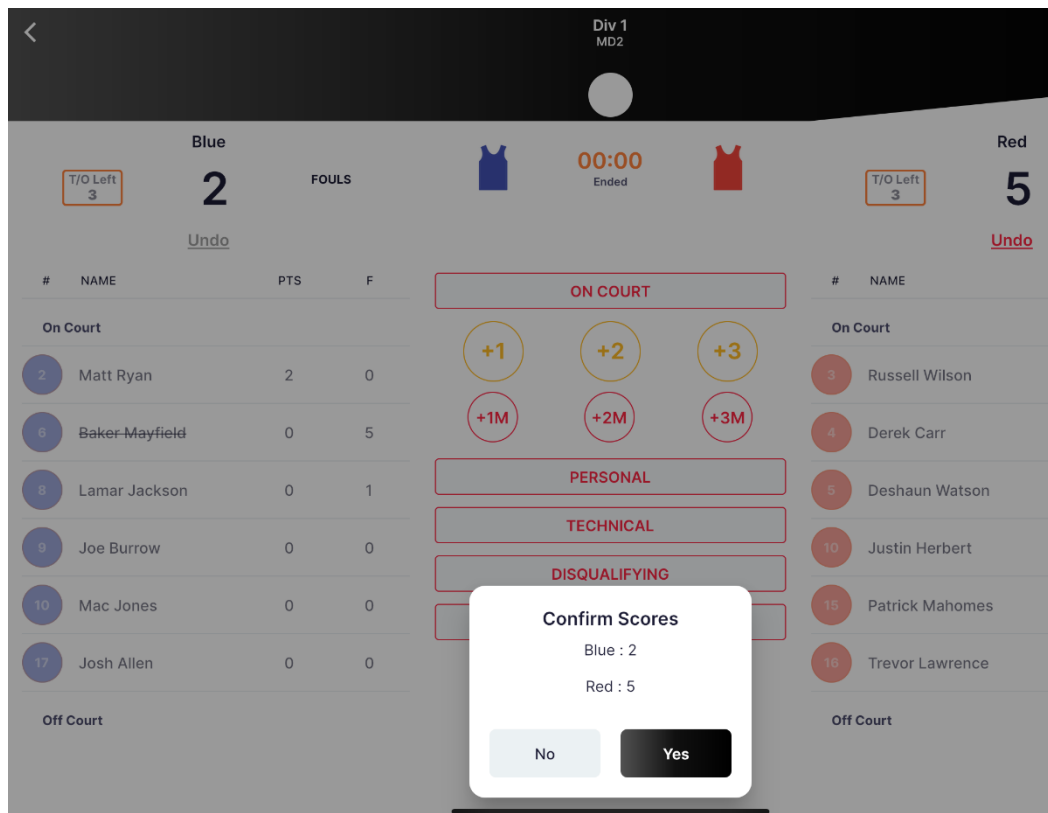 Div 1
MD2
Blue
T/O Left
3
2
FOULS
00:00
Ended
Red
T/O Left
3
5
Undo
Undo
# NAME PTS F
On Court
2 Matt Ryan 2 0
6 Baker Mayfield 0 5
8 Lamar Jackson 0 1
9 Joe Burrow 0 0
10 Mac Jones 0 0
17 Josh Allen 0 0
Off Court
ON COURT
+1 +2 +3
+1M +2M +3M
PERSONAL
TECHNICAL
DISQUALIFYING
# NAME
On Court
3 Russell Wilson
4 Derek Carr
5 Deshaun Watson
10 Justin Herbert
15 Patrick Mahomes
16 Trevor Lawrence
Off Court
Confirm Scores
Blue : 2
Red : 5
No Yes